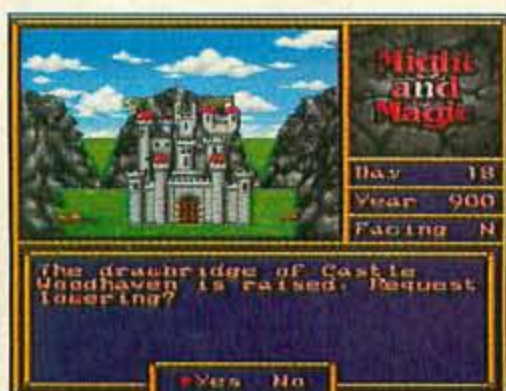 Might
and
Magic
Day 18
Year 900
Facing N
The drawbridge of Castle
Woodhaven is raised. Request
lowering?
Yes No